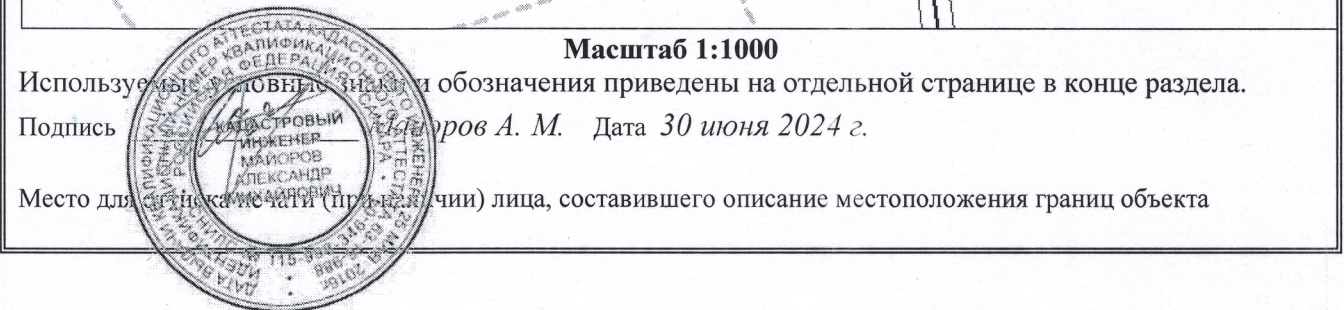 Масштаб 1:1000
Используемые условные знаки и обозначения приведены на отдельной странице в конце раздела.
Подпись Майоров А. М. Дата 30 июня 2024 г.
КАДАСТРОВЫЙ
ИНЖЕНЕР
МАЙОРОВ
АЛЕКСАНДР
МИХАЙЛОВИЧ
Место для оттиска печати (при наличии) лица, составившего описание местоположения границ объекта